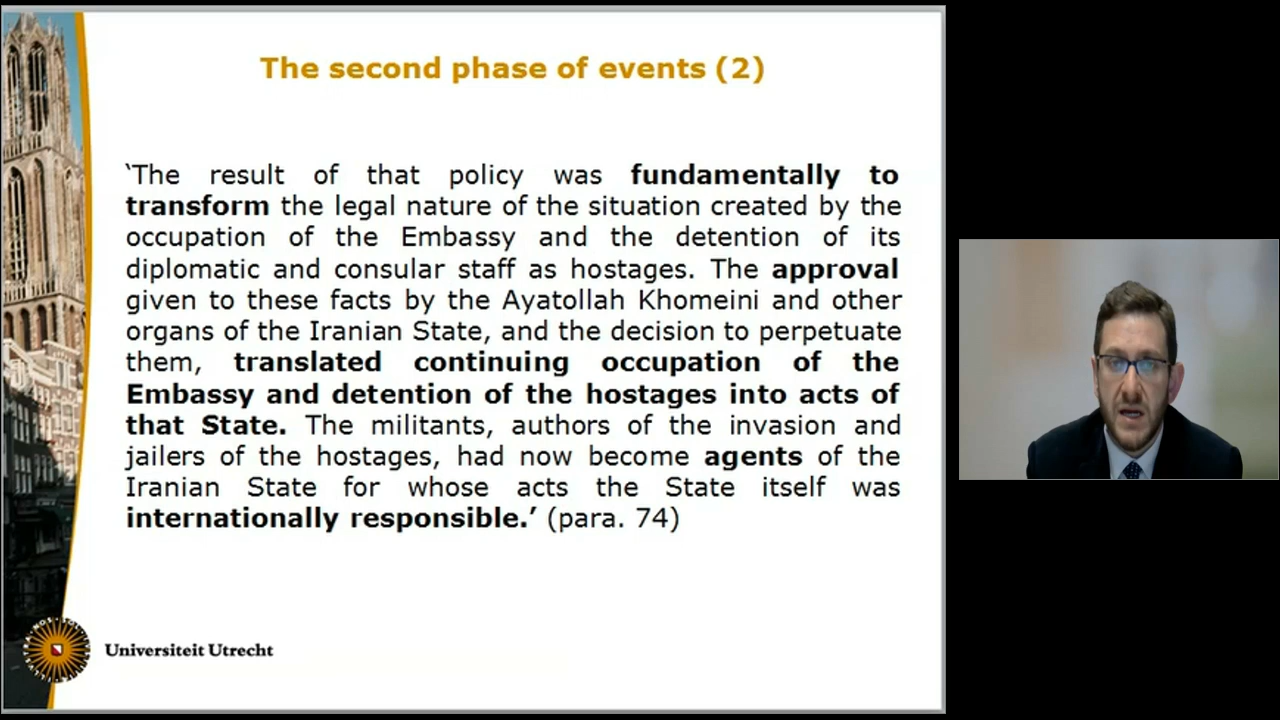 The second phase of events (2)
‘The result of that policy was fundamentally to
transform the legal nature of the situation created by the
occupation of the Embassy and the detention of its
diplomatic and consular staff as hostages. The approval
given to these facts by the Ayatollah Khomeini and other
organs of the Iranian State, and the decision to perpetuate
them, translated continuing occupation of the
Embassy and detention of the hostages into acts of
that State. The militants, authors of the invasion and
jailers of the hostages, had now become agents of the
Iranian State for whose acts the State itself was
internationally responsible.’ (para. 74)
Universiteit Utrecht